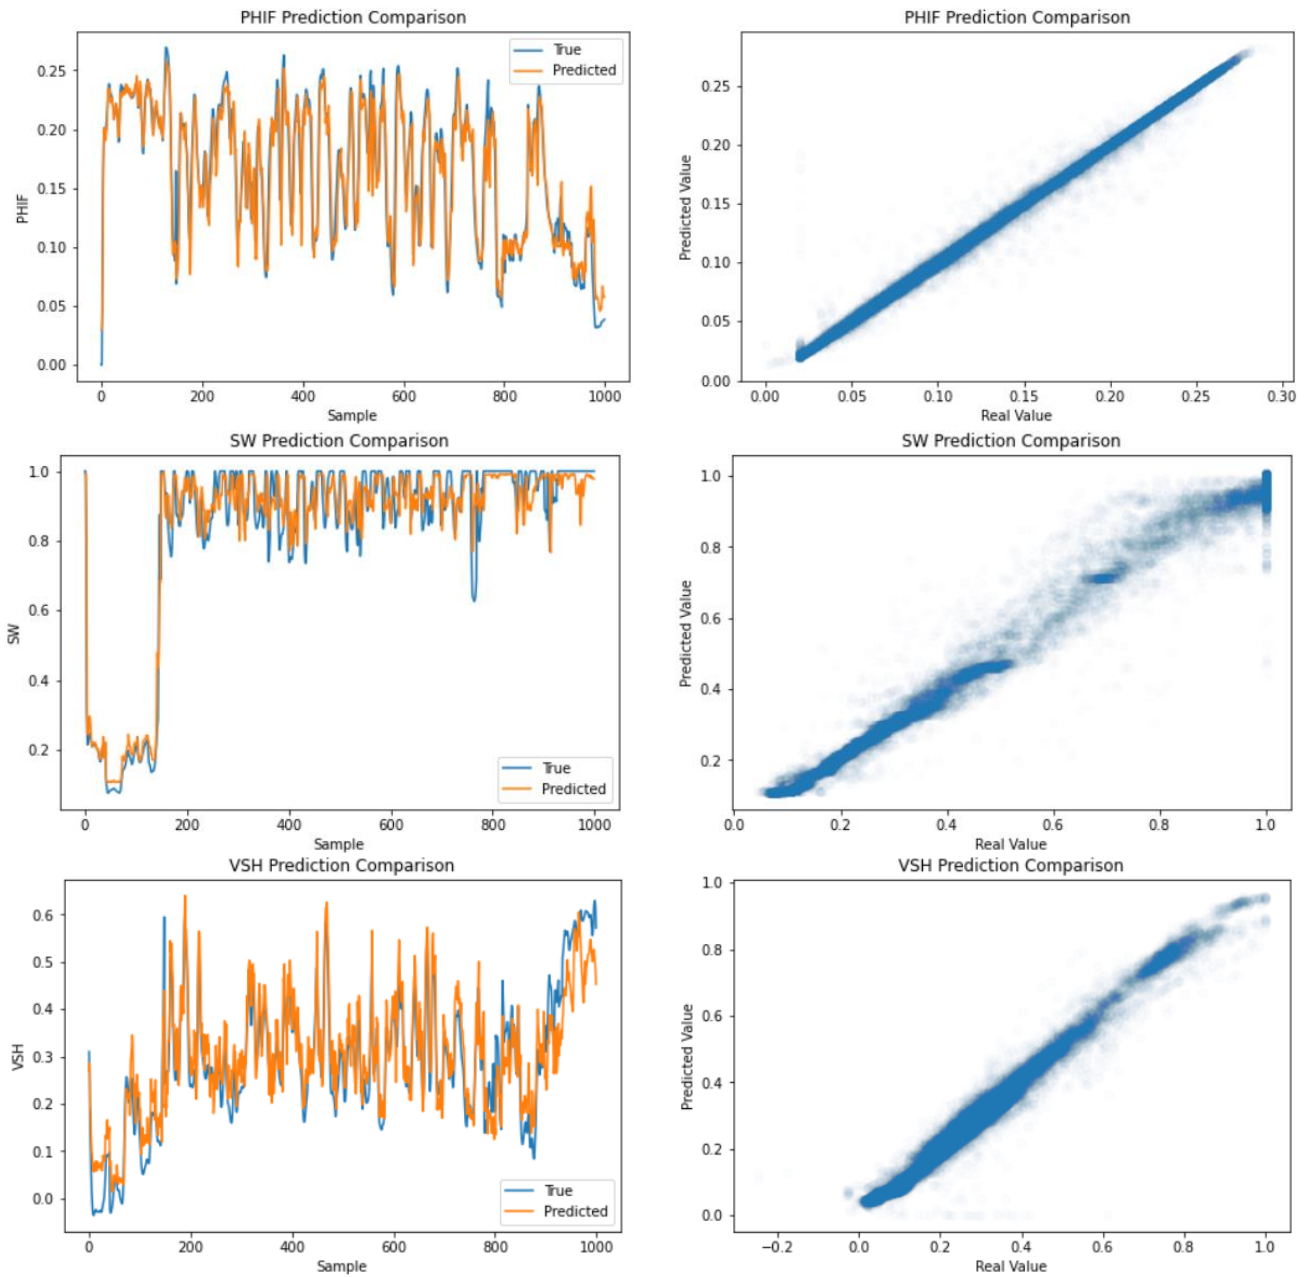 PHIF Prediction Comparison
PHIF
0.25
0.20
0.15
0.10
0.05
0.00
True
Predicted
0 200 400 600 800 1000
Sample
PHIF Prediction Comparison
Predicted Value
0.25
0.20
0.15
0.10
0.05
0.00
0.00 0.05 0.10 0.15 0.20 0.25 0.30
Real Value
SW Prediction Comparison
SW
1.0
0.8
0.6
0.4
0.2
True
Predicted
0 200 400 600 800 1000
Sample
SW Prediction Comparison
Predicted Value
1.0
0.8
0.6
0.4
0.2
0.0 0.2 0.4 0.6 0.8 1.0
Real Value
VSH Prediction Comparison
VSH
0.6
0.5
0.4
0.3
0.2
0.1
0.0
True
Predicted
0 200 400 600 800 1000
Sample
VSH Prediction Comparison
Predicted Value
1.0
0.8
0.6
0.4
0.2
0.0
−0.2 0.0 0.2 0.4 0.6 0.8 1.0
Real Value